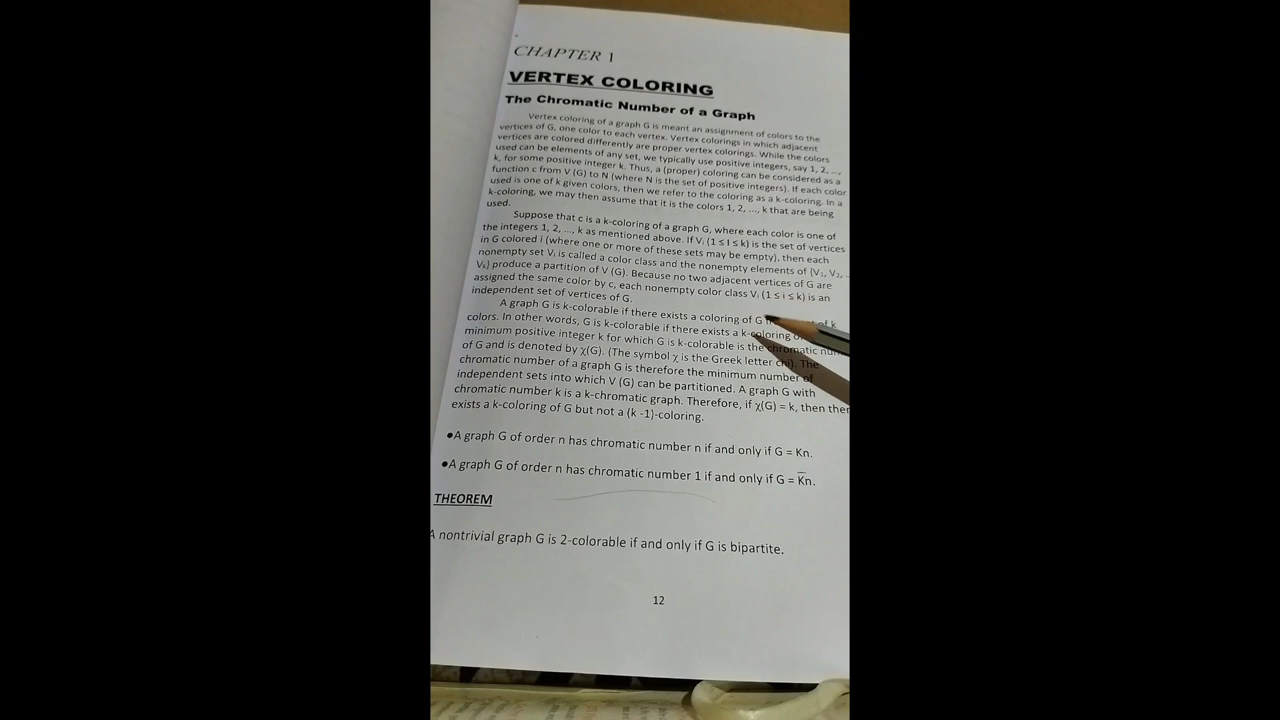 CHAPTER 1
VERTEX COLORING
The Chromatic Number of a Graph
Vertex coloring of a graph G is meant an assignment of colors to the
vertices of G, one color to each vertex. Vertex colorings in which adjacent
vertices are colored differently are proper vertex colorings. While the colors
used can be elements of any set, we typically use positive integers, say 1, 2, ...,
k, for some positive integer k. Thus, a (proper) coloring can be considered as a
function c from V (G) to N (where N is the set of positive integers). If each color
used is one of k given colors, then we refer to the coloring as a k-coloring. In a
k-coloring, we may then assume that it is the colors 1, 2, ..., k that are being
used.
Suppose that c is a k-coloring of a graph G, where each color is one of
the integers 1, 2, ..., k as mentioned above. If Vᵢ (1 ≤ I ≤ k) is the set of vertices
in G colored i (where one or more of these sets may be empty), then each
nonempty set Vᵢ is called a color class and the nonempty elements of {V₁, V₂, ..
Vₖ} produce a partition of V (G). Because no two adjacent vertices of G are
assigned the same color by c, each nonempty color class Vᵢ (1 ≤ i ≤ k) is an
independent set of vertices of G.
A graph G is k-colorable if there exists a coloring of G of k
colors. In other words, G is k-colorable if there exists a k-coloring
minimum positive integer k for which G is k-colorable is the chromatic num
of G and is denoted by χ(G). (The symbol χ is the Greek letter chi). The
chromatic number of a graph G is therefore the minimum number of
independent sets into which V (G) can be partitioned. A graph G with
chromatic number k is a k-chromatic graph. Therefore, if χ(G) = k, then ther
exists a k-coloring of G but not a (k -1)-coloring.
●A graph G of order n has chromatic number n if and only if G = Kn.
●A graph G of order n has chromatic number 1 if and only if G = K̅n.
THEOREM
A nontrivial graph G is 2-colorable if and only if G is bipartite.
12